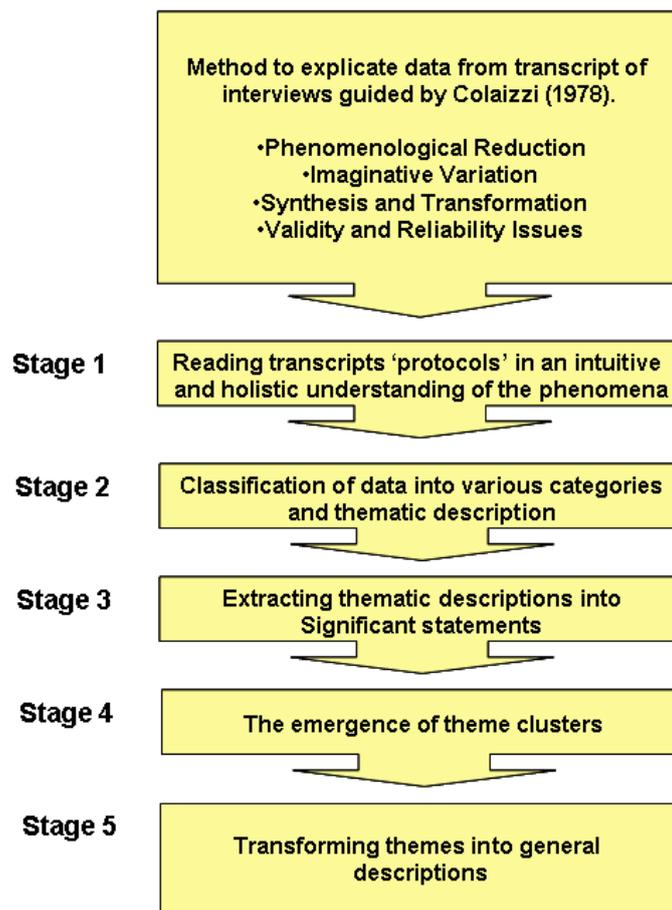 Method to explicate data from transcript of
interviews guided by Colaizzi (1978).
•Phenomenological Reduction
•Imaginative Variation
•Synthesis and Transformation
•Validity and Reliability Issues
Stage 1
Reading transcripts ‘protocols’ in an intuitive
and holistic understanding of the phenomena
Stage 2
Classification of data into various categories
and thematic description
Stage 3
Extracting thematic descriptions into
Significant statements
Stage 4
The emergence of theme clusters
Stage 5
Transforming themes into general
descriptions